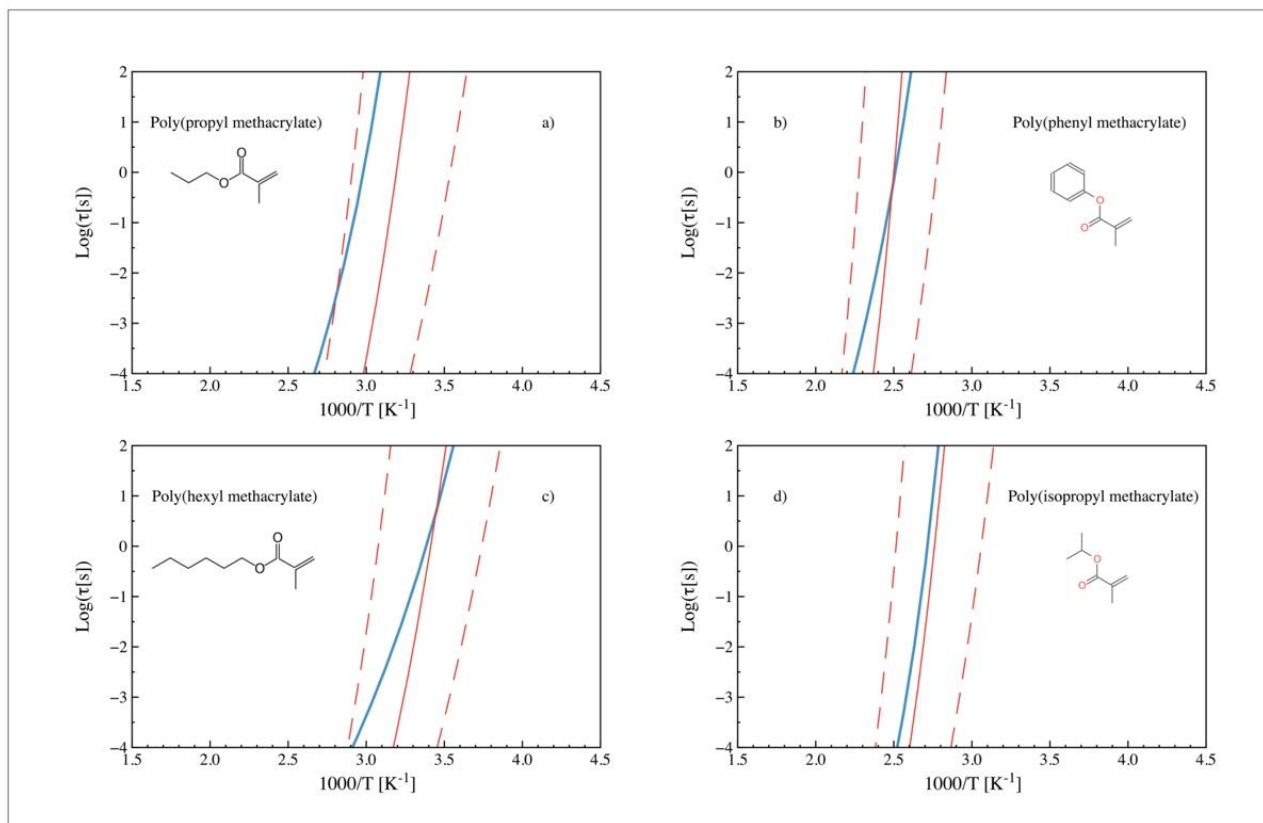 2
1
0
−1
−2
−3
−4
Log(τ[s])
Poly(propyl methacrylate)
a)
O
O
1.5 2.0 2.5 3.0 3.5 4.0 4.5
1000/T [K⁻¹]
2
1
0
−1
−2
−3
−4
Log(τ[s])
b)
Poly(phenyl methacrylate)
O
O
1.5 2.0 2.5 3.0 3.5 4.0 4.5
1000/T [K⁻¹]
2
1
0
−1
−2
−3
−4
Log(τ[s])
Poly(hexyl methacrylate)
c)
O
O
1.5 2.0 2.5 3.0 3.5 4.0 4.5
1000/T [K⁻¹]
2
1
0
−1
−2
−3
−4
Log(τ[s])
d)
Poly(isopropyl methacrylate)
O
O
1.5 2.0 2.5 3.0 3.5 4.0 4.5
1000/T [K⁻¹]